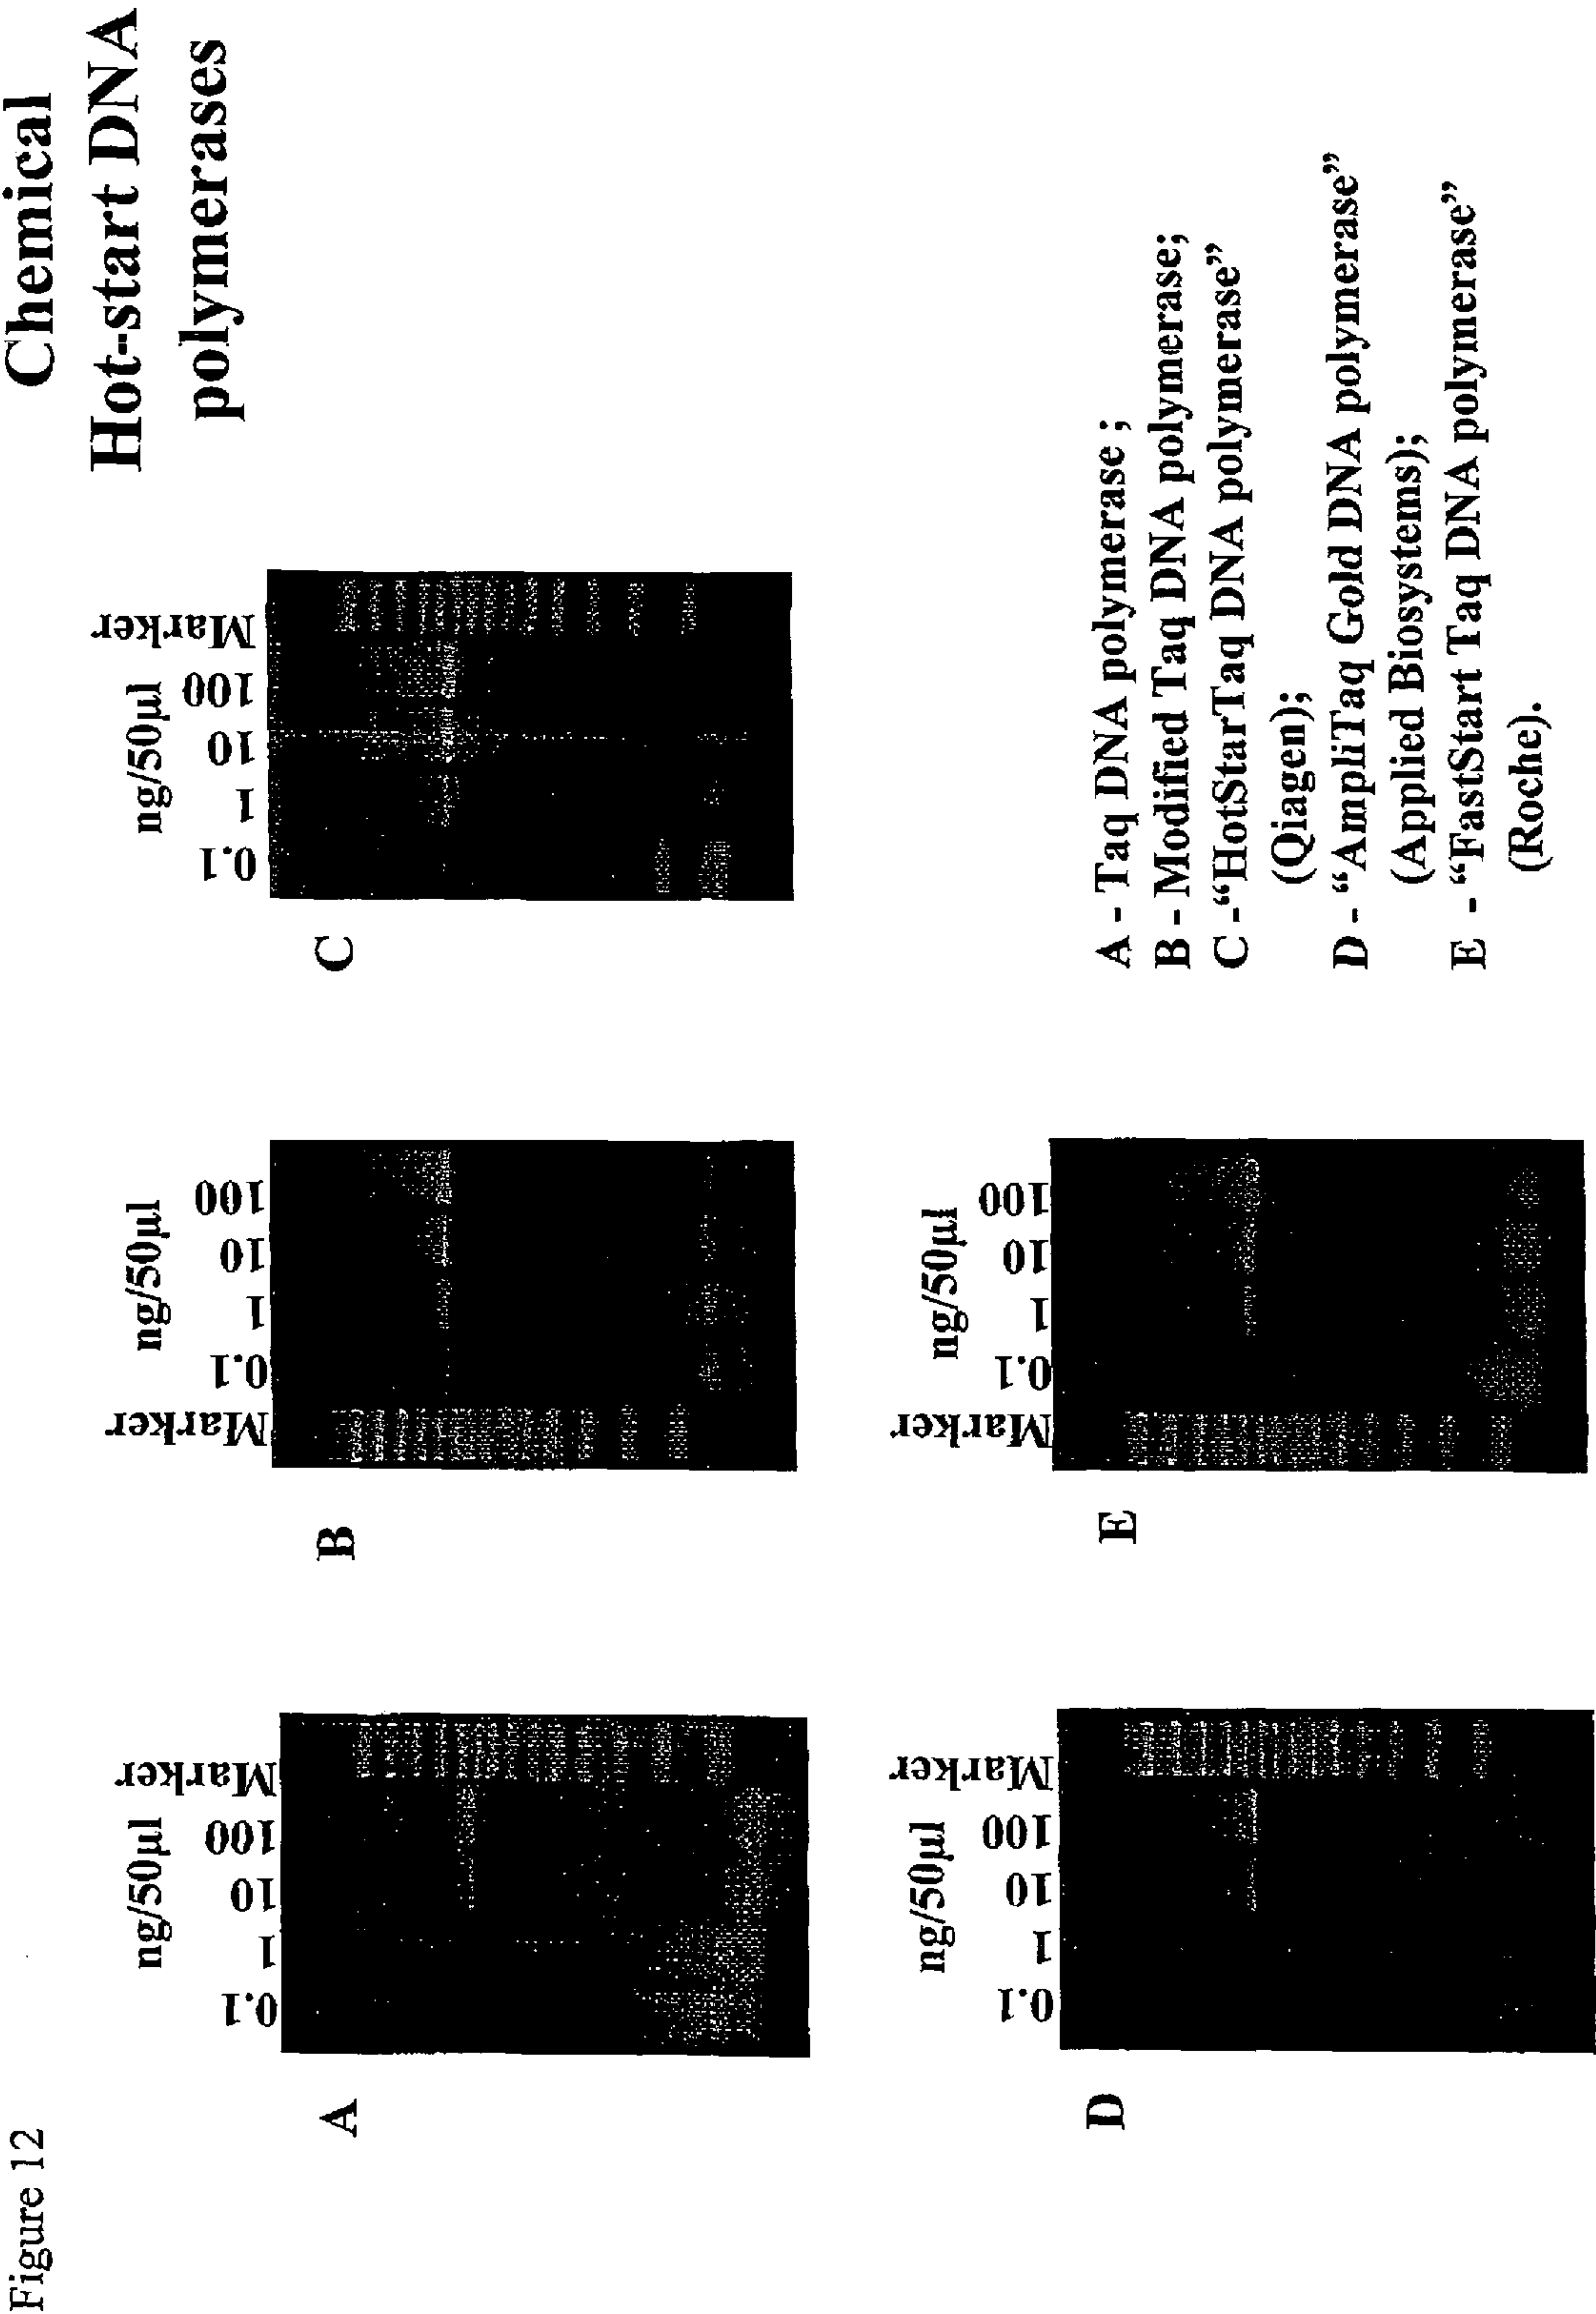 Figure 12
Chemical
Hot-start DNA
polymerases
A
ng/50µl
0.1 1 10 100 Marker
B
ng/50µl
Marker 0.1 1 10 100
C
ng/50µl
0.1 1 10 100 Marker
D
ng/50µl
0.1 1 10 100 Marker
E
ng/50µl
Marker 0.1 1 10 100
A - Taq DNA polymerase ;
B - Modified Taq DNA polymerase;
C -“HotStarTaq DNA polymerase”
(Qiagen);
D - “AmpliTaq Gold DNA polymerase”
(Applied Biosystems);
E - “FastStart Taq DNA polymerase”
(Roche).